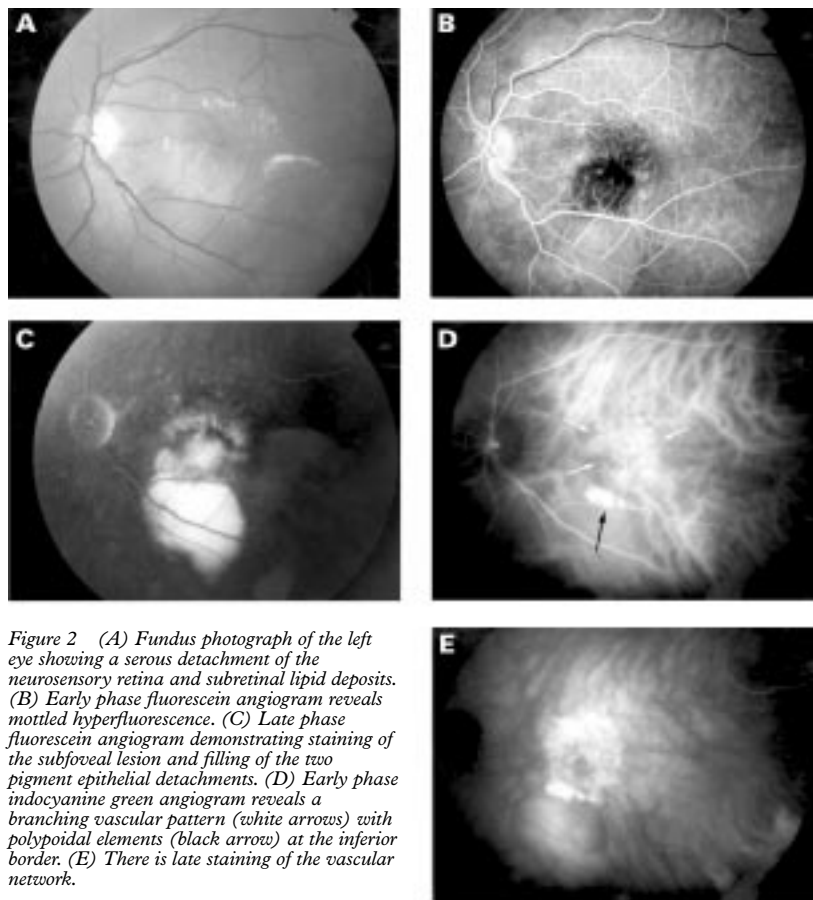 A
B
C
D
E
Figure 2 (A) Fundus photograph of the left
eye showing a serous detachment of the
neurosensory retina and subretinal lipid deposits.
(B) Early phase fluorescein angiogram reveals
mottled hyperfluorescence. (C) Late phase
fluorescein angiogram demonstrating staining of
the subfoveal lesion and filling of the two
pigment epithelial detachments. (D) Early phase
indocyanine green angiogram reveals a
branching vascular pattern (white arrows) with
polypoidal elements (black arrow) at the inferior
border. (E) There is late staining of the vascular
network.